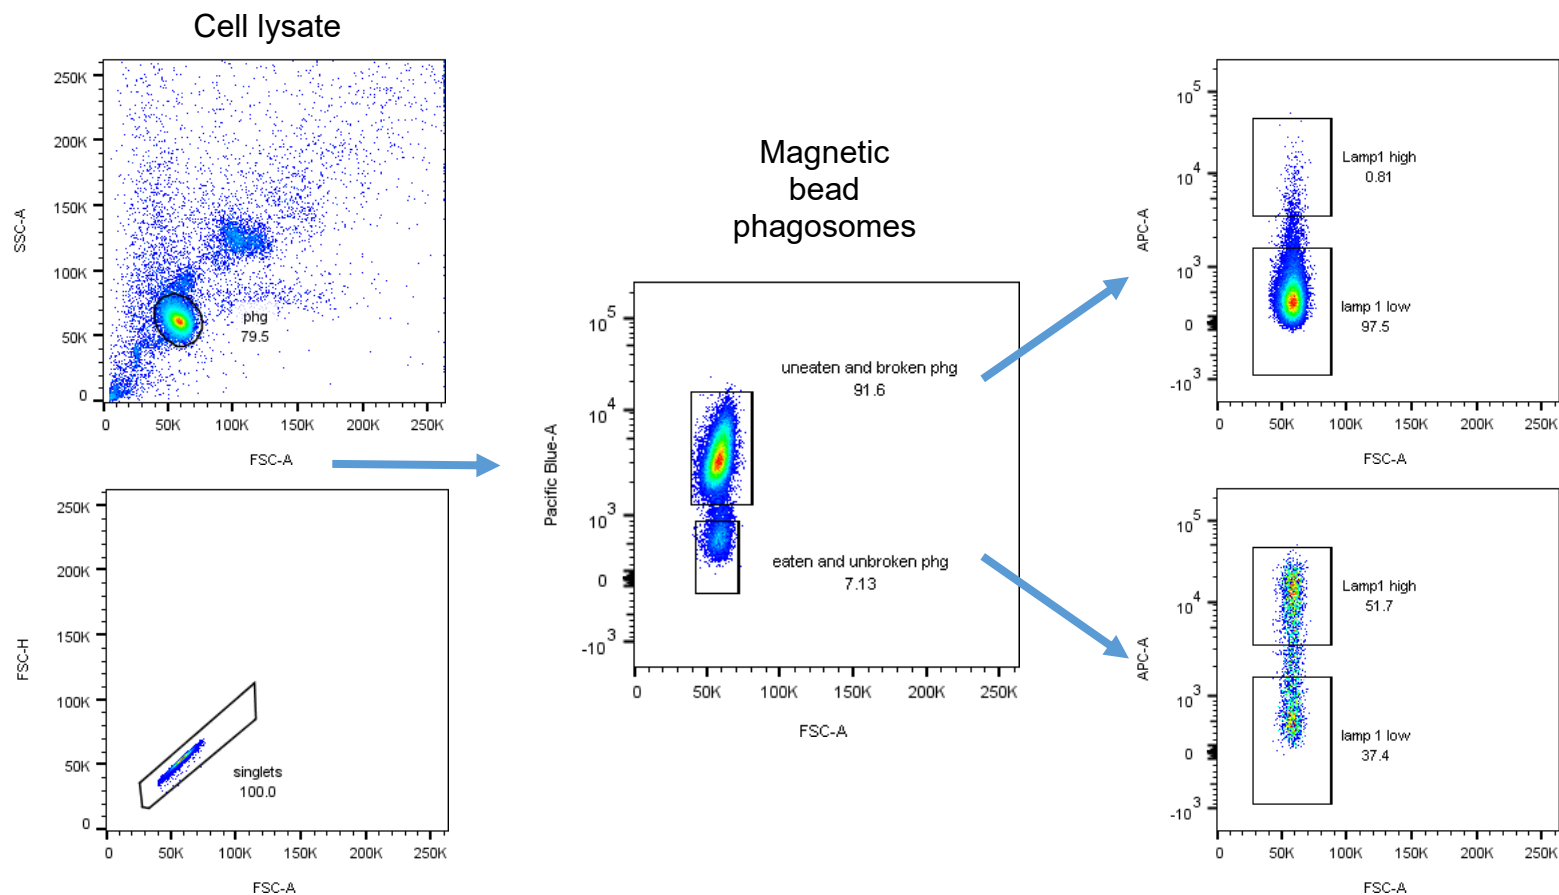 Cell lysate
250K
200K
150K
100K
50K
0
SSC-A
phg
79.5
0 50K 100K 150K 200K 250K
FSC-A
250K
200K
150K
100K
50K
0
FSC-H
singlets
100.0
0 50K 100K 150K 200K 250K
FSC-A
Magnetic
bead
phagosomes
10 5
10 4
10 3
0
-10 3
Pacific Blue-A
uneaten and broken phg
91.6
eaten and unbroken phg
7.13
0 50K 100K 150K 200K 250K
FSC-A
10 5
10 4
10 3
0
-10 3
APC-A
Lamp1 high
0.81
lamp 1 low
97.5
0 50K 100K 150K 200K 250K
FSC-A
10 5
10 4
10 3
0
-10 3
APC-A
Lamp1 high
51.7
lamp 1 low
37.4
0 50K 100K 150K 200K 250K
FSC-A